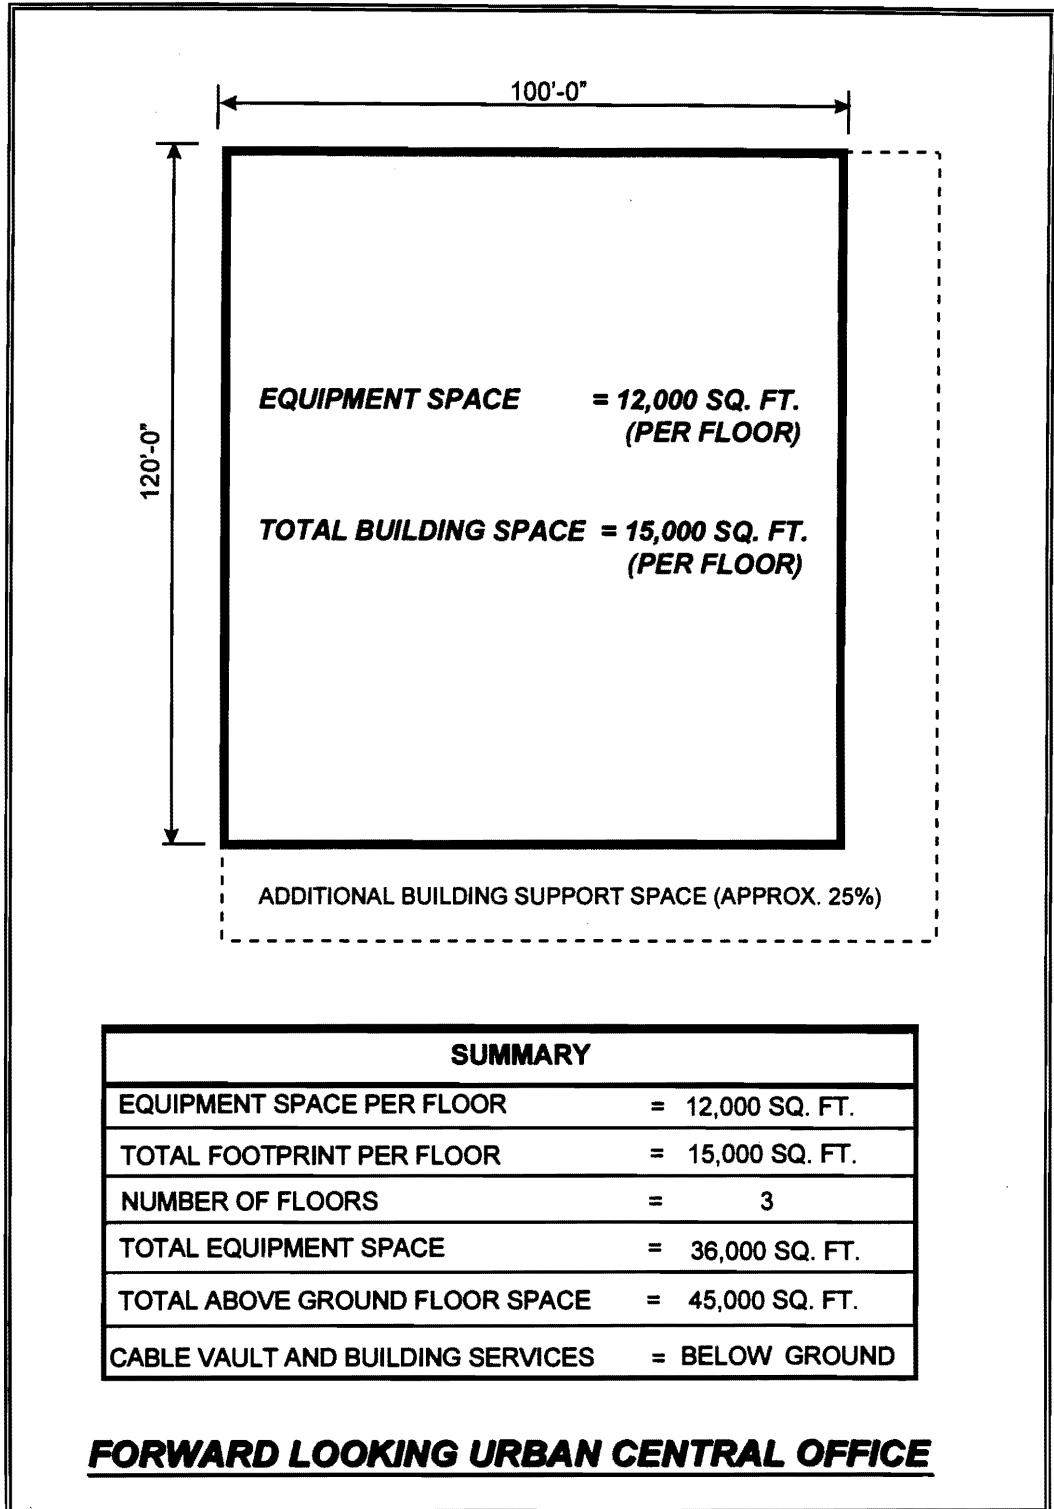 100'-0"
120'-0"
EQUIPMENT SPACE = 12,000 SQ. FT.
(PER FLOOR)
TOTAL BUILDING SPACE = 15,000 SQ. FT.
(PER FLOOR)
ADDITIONAL BUILDING SUPPORT SPACE (APPROX. 25%)
SUMMARY
EQUIPMENT SPACE PER FLOOR = 12,000 SQ. FT.
TOTAL FOOTPRINT PER FLOOR = 15,000 SQ. FT.
NUMBER OF FLOORS = 3
TOTAL EQUIPMENT SPACE = 36,000 SQ. FT.
TOTAL ABOVE GROUND FLOOR SPACE = 45,000 SQ. FT.
CABLE VAULT AND BUILDING SERVICES = BELOW GROUND
FORWARD LOOKING URBAN CENTRAL OFFICE